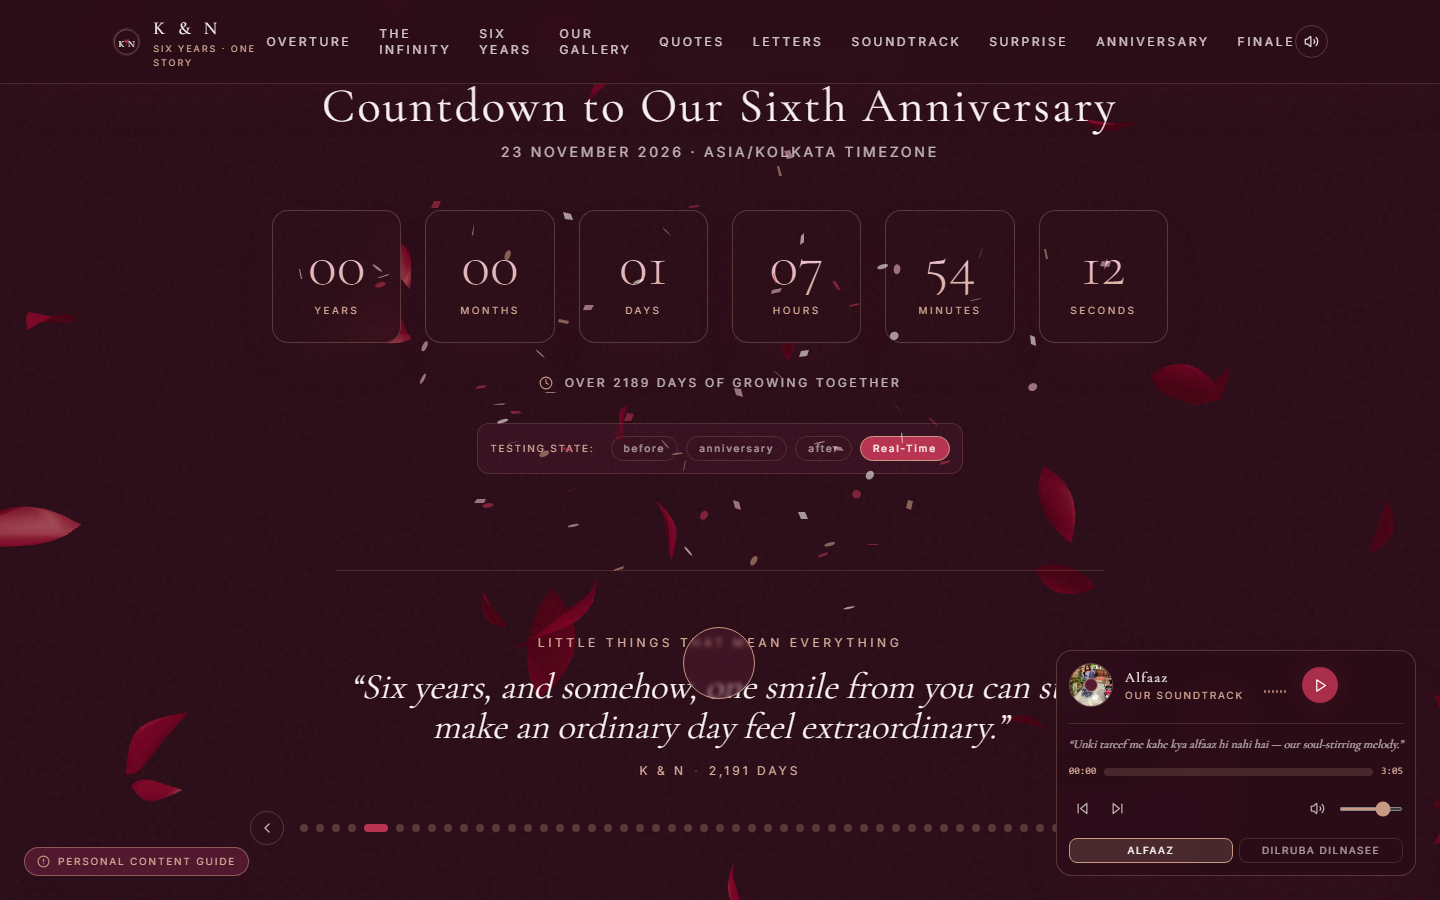 K & N
SIX YEARS · ONE
STORY
OVERTURE
THE
INFINITY
SIX
YEARS
OUR
GALLERY
QUOTES
LETTERS
SOUNDTRACK
SURPRISE
ANNIVERSARY
FINALE
Countdown to Our Sixth Anniversary
23 NOVEMBER 2026 · ASIA/KOLKATA TIMEZONE
00
YEARS
00
MONTHS
01
DAYS
07
HOURS
54
MINUTES
12
SECONDS
OVER 2189 DAYS OF GROWING TOGETHER
TESTING STATE:
before
anniversary
after
Real-Time
LITTLE THINGS THAT MEAN EVERYTHING
“Six years, and somehow, one smile from you can
make an ordinary day feel extraordinary.”
K & N · 2,191 DAYS
Alfaaz
OUR SOUNDTRACK
“Unki tareef me kahe kya alfaaz hi nahi hai — our soul-stirring melody.”
00:00
3:05
ALFAAZ
DILRUBA DILNASEE
PERSONAL CONTENT GUIDE